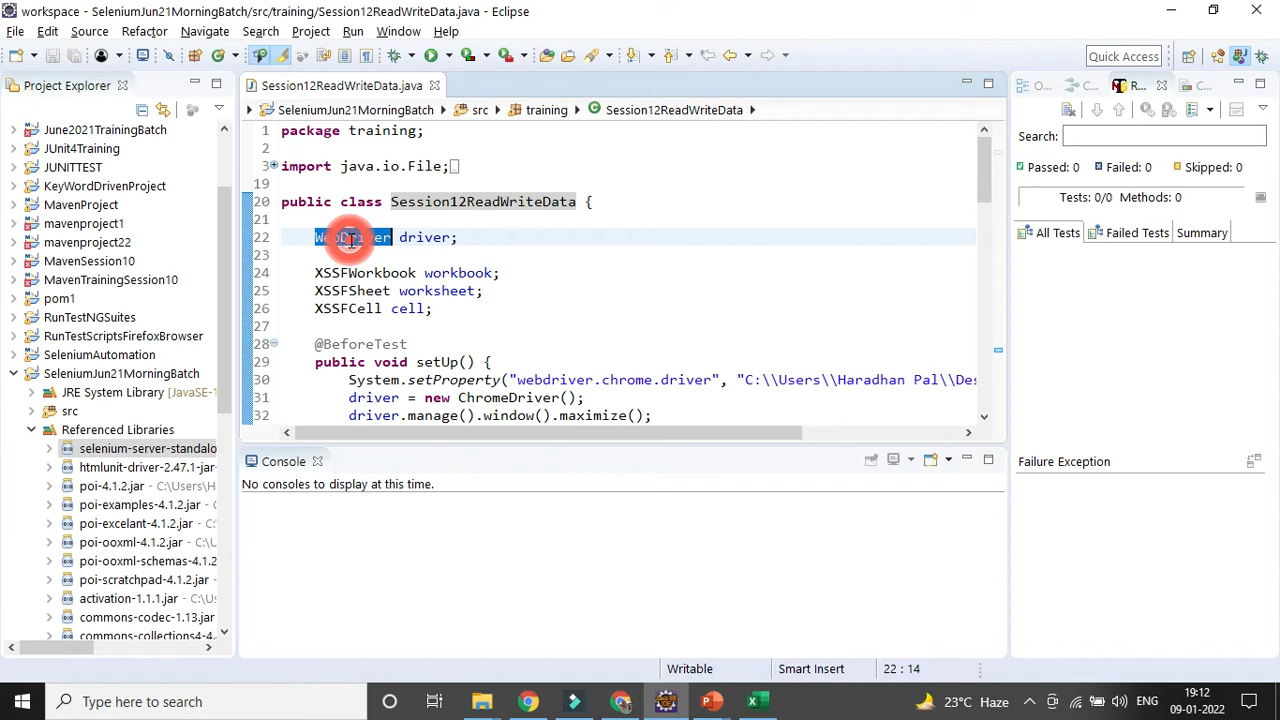 workspace - SeleniumJun21MorningBatch/src/training/Session12ReadWriteData.java - Eclipse
File Edit Source Refactor Navigate Search Project Run Window Help
Quick Access
Project Explorer
June2021TrainingBatch
JUnit4Training
JUNITTEST
KeyWordDrivenProject
MavenProject
mavenproject1
mavenproject22
MavenSession10
MavenTrainingSession10
pom1
RunTestNGSuites
RunTestScriptsFirefoxBrowser
SeleniumAutomation
SeleniumJun21MorningBatch
JRE System Library [JavaSE-1
src
Referenced Libraries
selenium-server-standalo
htmlunit-driver-2.47.1-jar-
poi-4.1.2.jar - C:\Users\Ha
poi-examples-4.1.2.jar -
poi-excelant-4.1.2.jar - C
poi-ooxml-4.1.2.jar - C:\U
poi-ooxml-schemas-4.1.2
poi-scratchpad-4.1.2.jar -
activation-1.1.1.jar - C:\Us
commons-codec-1.13.jar
commons-collections4-4.
Session12ReadWriteData.java
SeleniumJun21MorningBatch src training Session12ReadWriteData
1 package training;
2
3 import java.io.File;
19
20 public class Session12ReadWriteData {
21
22 WebDriver driver;
23
24 XSSFWorkbook workbook;
25 XSSFSheet worksheet;
26 XSSFCell cell;
27
28 @BeforeTest
29 public void setUp() {
30 System.setProperty("webdriver.chrome.driver", "C:\\Users\\Haradhan Pal\\Des
31 driver = new ChromeDriver();
32 driver.manage().window().maximize();
Console
No consoles to display at this time.
O... C... R... C...
Search:
Passed: 0 Failed: 0 Skipped: 0
Tests: 0/0 Methods: 0
All Tests Failed Tests Summary
Failure Exception
Writable Smart Insert 22 : 14
Type here to search
23°C Haze
ENG
19:12
09-01-2022